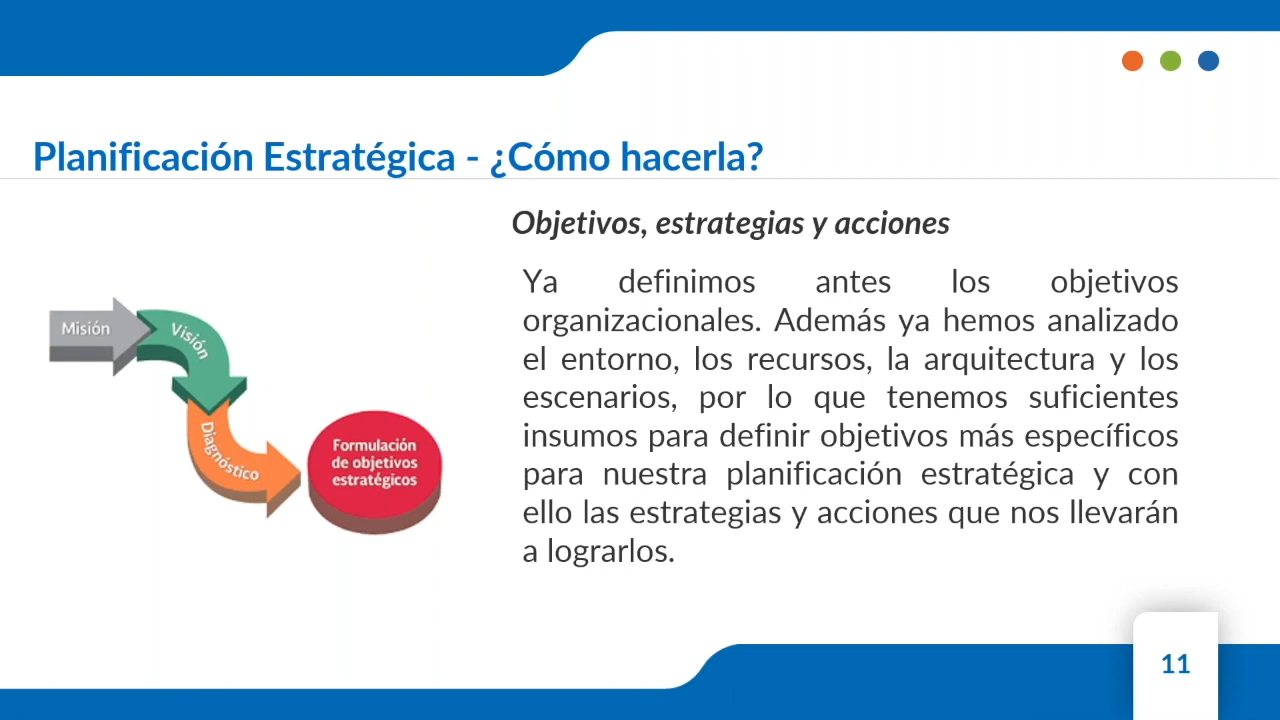 Planificación Estratégica - ¿Cómo hacerla?
Objetivos, estrategias y acciones
Ya definimos antes los objetivos
organizacionales. Además ya hemos analizado
el entorno, los recursos, la arquitectura y los
escenarios, por lo que tenemos suficientes
insumos para definir objetivos más específicos
para nuestra planificación estratégica y con
ello las estrategias y acciones que nos llevarán
a lograrlos.
Misión
Visión
Diagnóstico
Formulación
de objetivos
estratégicos
11